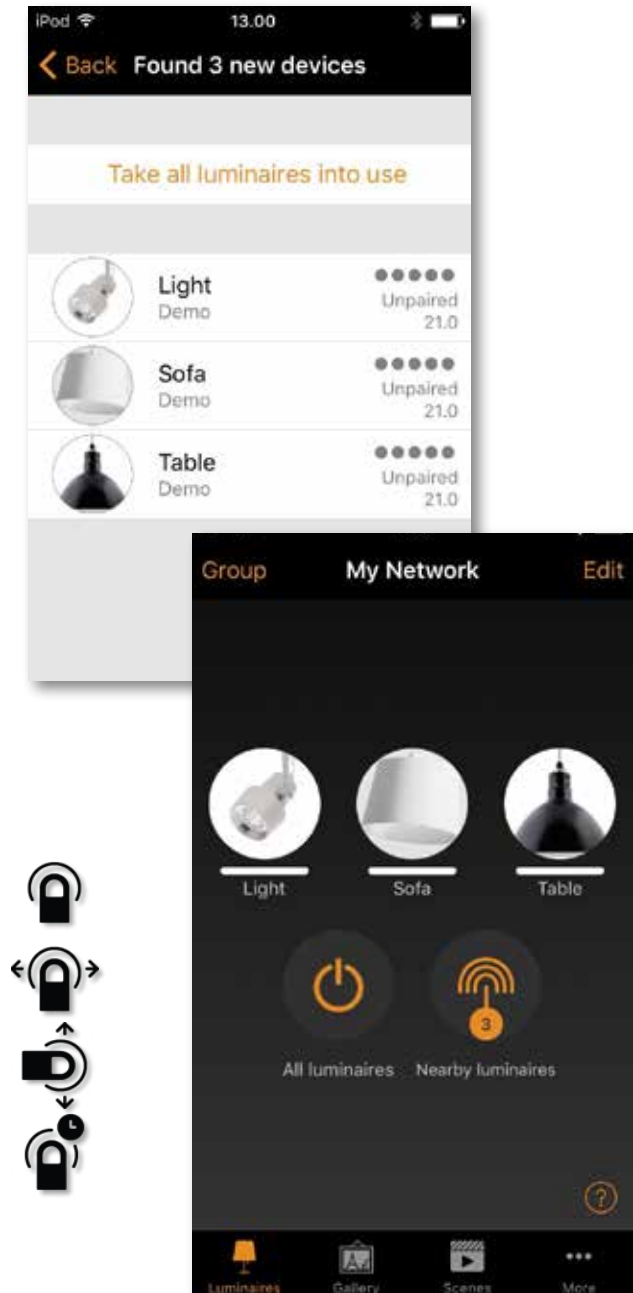 iPod 13.00
Back Found 3 new devices
Take all luminaires into use
Light
Demo
Unpaired
21.0
Sofa
Demo
Unpaired
21.0
Table
Demo
Unpaired
21.0
Group My Network Edit
Light Sofa Table
3
All luminaires Nearby luminaires
?
Luminaires Gallery Scenes More